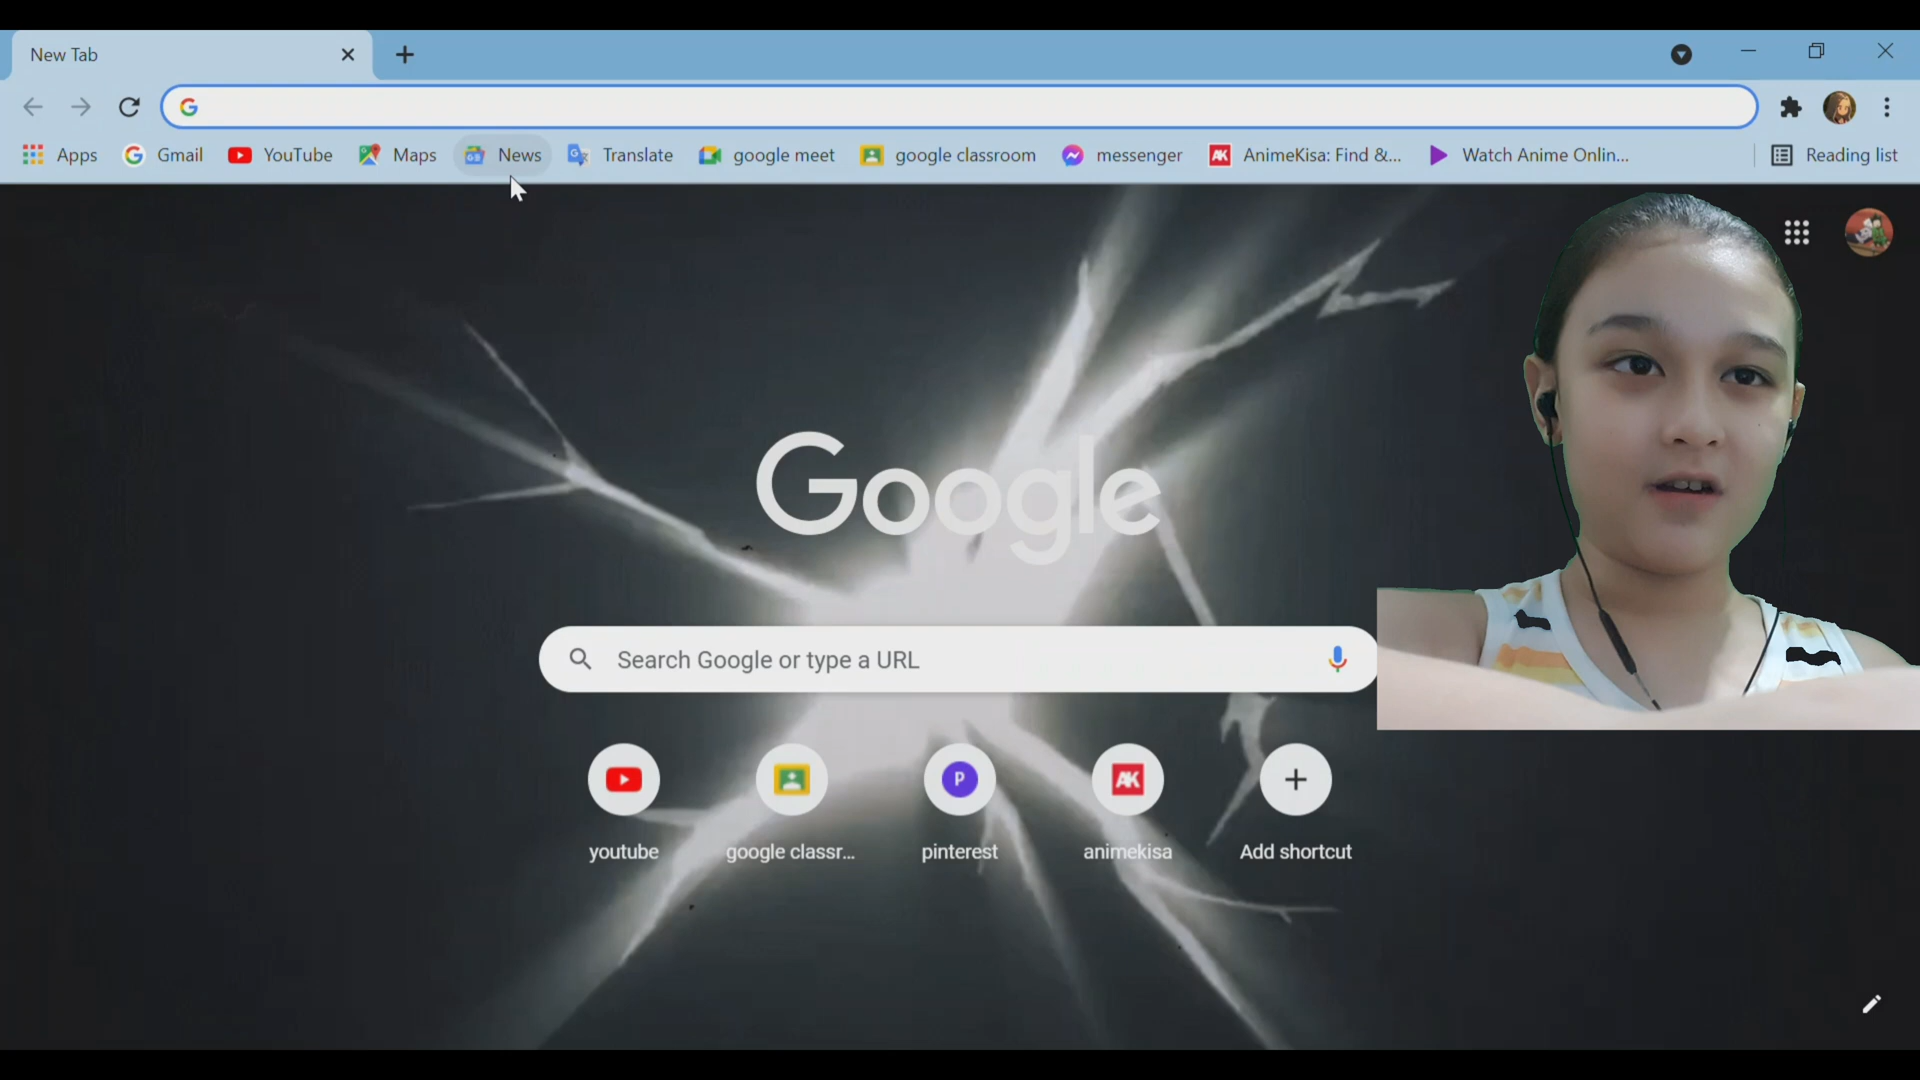 New Tab
Apps Gmail YouTube Maps News Translate google meet google classroom messenger AnimeKisa: Find &... Watch Anime Onlin... Reading list
Google
Search Google or type a URL
P AK
youtube google classr... pinterest animekisa Add shortcut